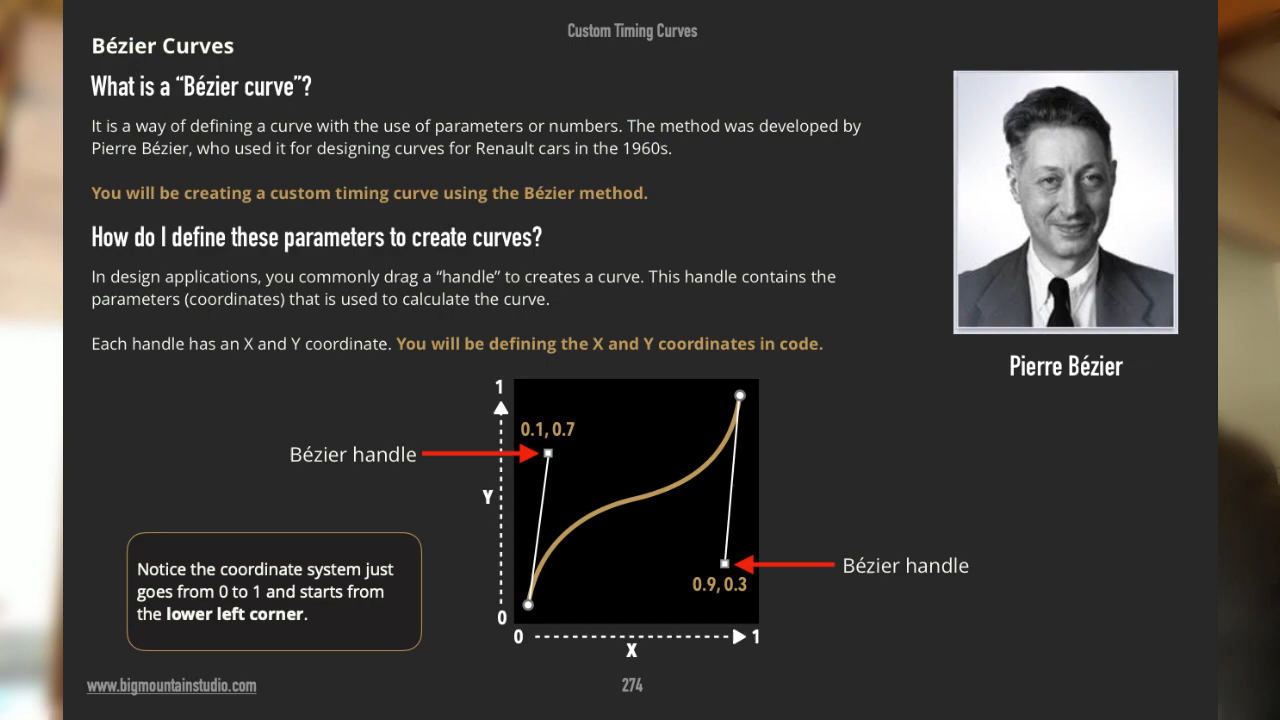 Custom Timing Curves
Bézier Curves
What is a “Bézier curve”?
It is a way of defining a curve with the use of parameters or numbers. The method was developed by
Pierre Bézier, who used it for designing curves for Renault cars in the 1960s.
You will be creating a custom timing curve using the Bézier method.
How do I define these parameters to create curves?
In design applications, you commonly drag a “handle” to creates a curve. This handle contains the
parameters (coordinates) that is used to calculate the curve.
Each handle has an X and Y coordinate. You will be defining the X and Y coordinates in code.
Pierre Bézier
1
0.1, 0.7
Bézier handle
Y
Bézier handle
0.9, 0.3
Notice the coordinate system just
goes from 0 to 1 and starts from
the lower left corner.
0
0
1
X
www.bigmountainstudio.com
274